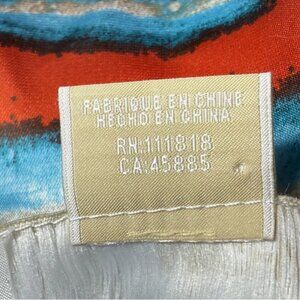 FABRIQUE EN CHINE
HECHO EN CHINA
RN:111818
CA:45885